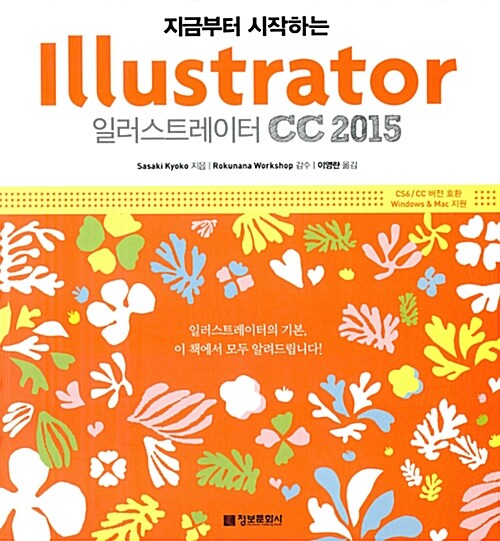 지금부터 시작하는
Illustrator
일러스트레이터 CC 2015
Sasaki Kyoko 지음 | Rokunana Workshop 감수 | 이영란 옮김
CS6 / CC 버전 호환
Windows & Mac 지원
일러스트레이터의 기본,
이 책에서 모두 알려드립니다!
정보문화사